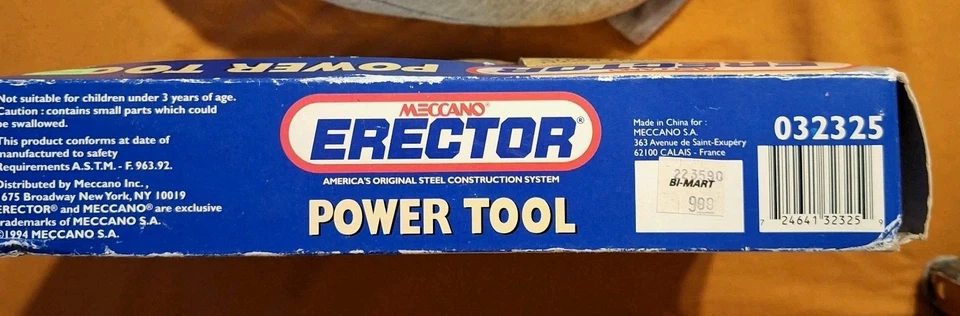 POWER TOO
ERECTOR
Not suitable for children under 3 years of age.
Caution : contains small parts which could
be swallowed.
This product conforms at date of
manufactured to safety
Requirements A.S.T.M. - F. 963.92.
Distributed by Meccano Inc.,
1675 Broadway New York, NY 10019
ERECTOR® and MECCANO® are exclusive
trademarks of MECCANO S.A.
©1994 MECCANO S.A.
MECCANO®
ERECTOR®
AMERICA'S ORIGINAL STEEL CONSTRUCTION SYSTEM
POWER TOOL
Made in China for :
MECCANO S.A.
363 Avenue de Saint-Exupéry
62100 CALAIS - France
223590
BI-MART
988
032325
7 24641 32325 9